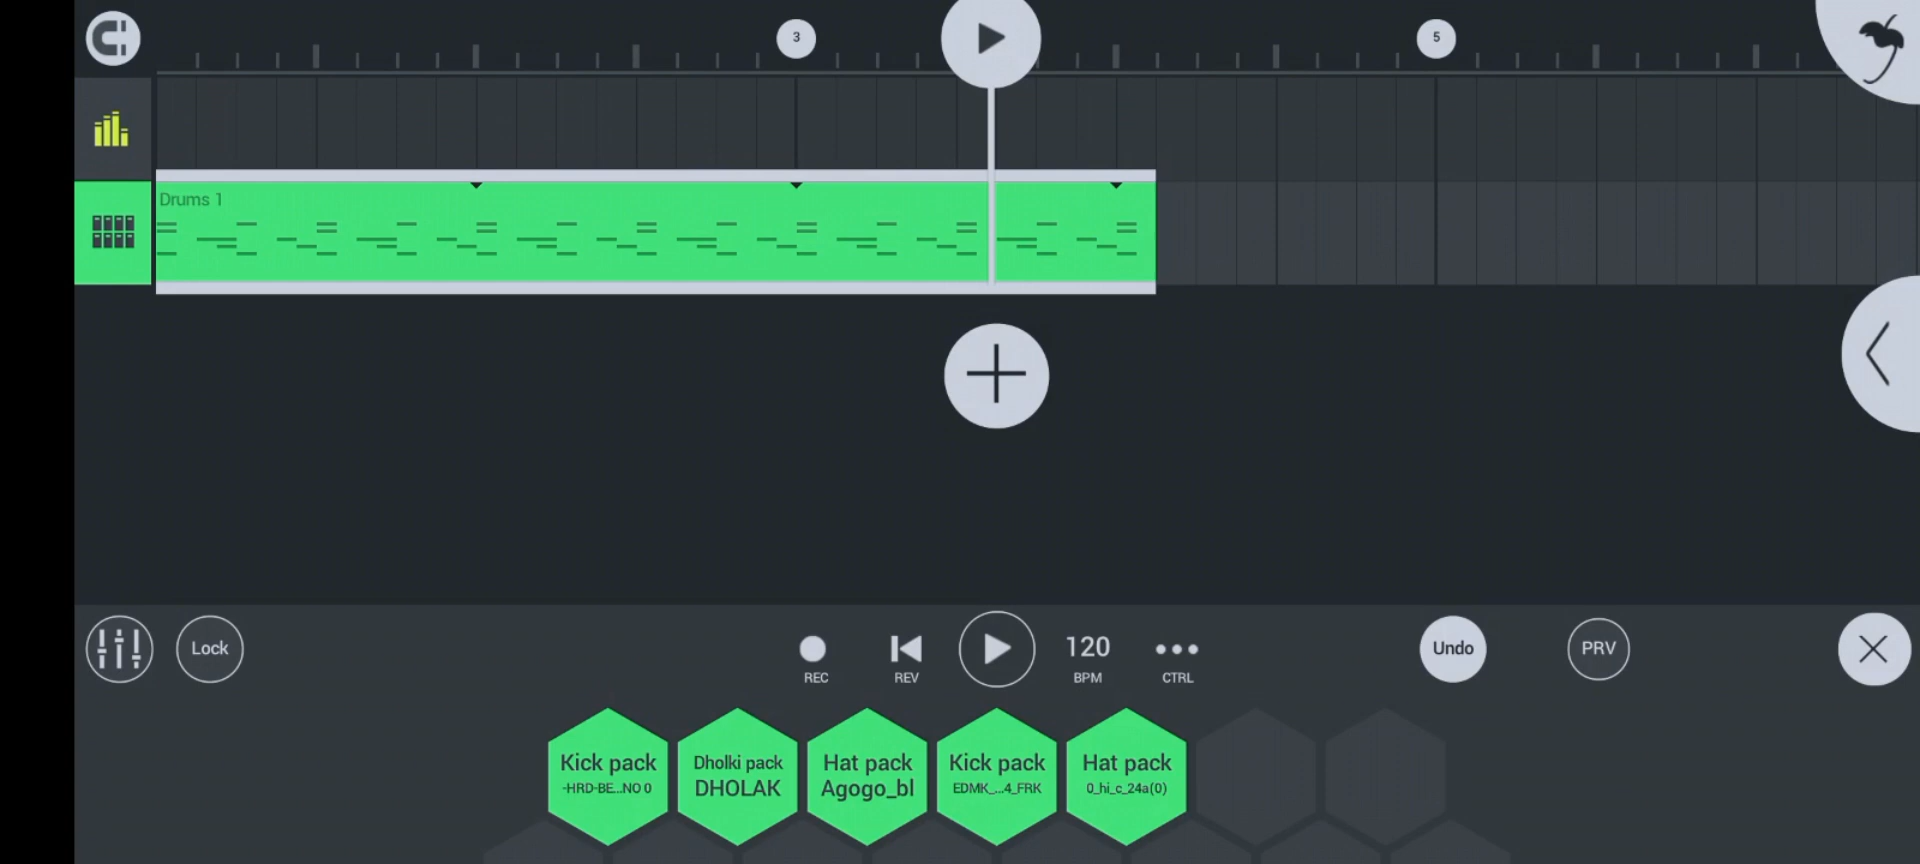 3
5
Drums 1
Lock
REC
REV
120
BPM
CTRL
Undo
PRV
Kick pack
-HRD-BE...NO 0
Dholki pack
DHOLAK
Hat pack
Agogo_bl
Kick pack
EDMK_...4_FRK
Hat pack
0_hi_c_24a(0)